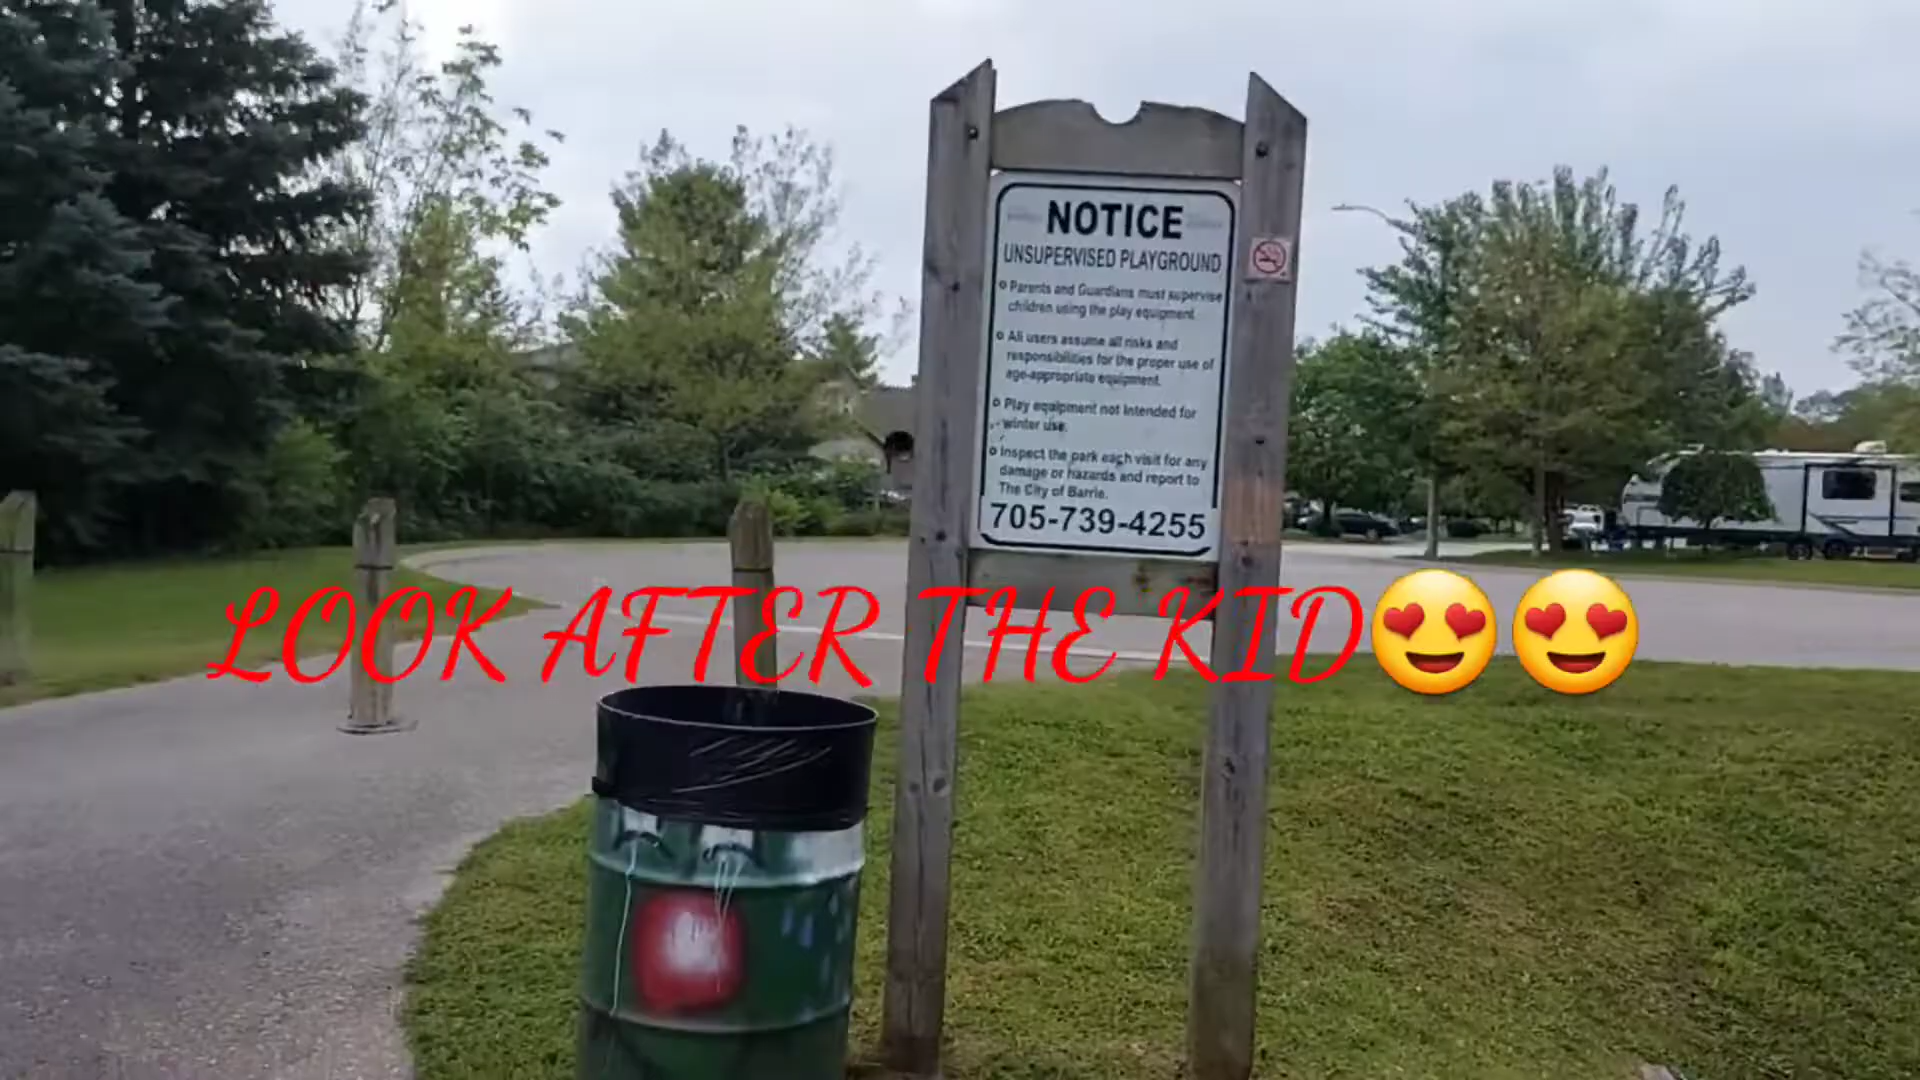 NOTICE
UNSUPERVISED PLAYGROUND
o Parents and Guardians must supervise
children using the play equipment.
o All users assume all risks and
responsibilities for the proper use of
age-appropriate equipment.
o Play equipment not intended for
winter use.
o Inspect the park each visit for any
damage or hazards and report to
The City of Barrie.
705-739-4255
LOOK AFTER THE KID😍😍